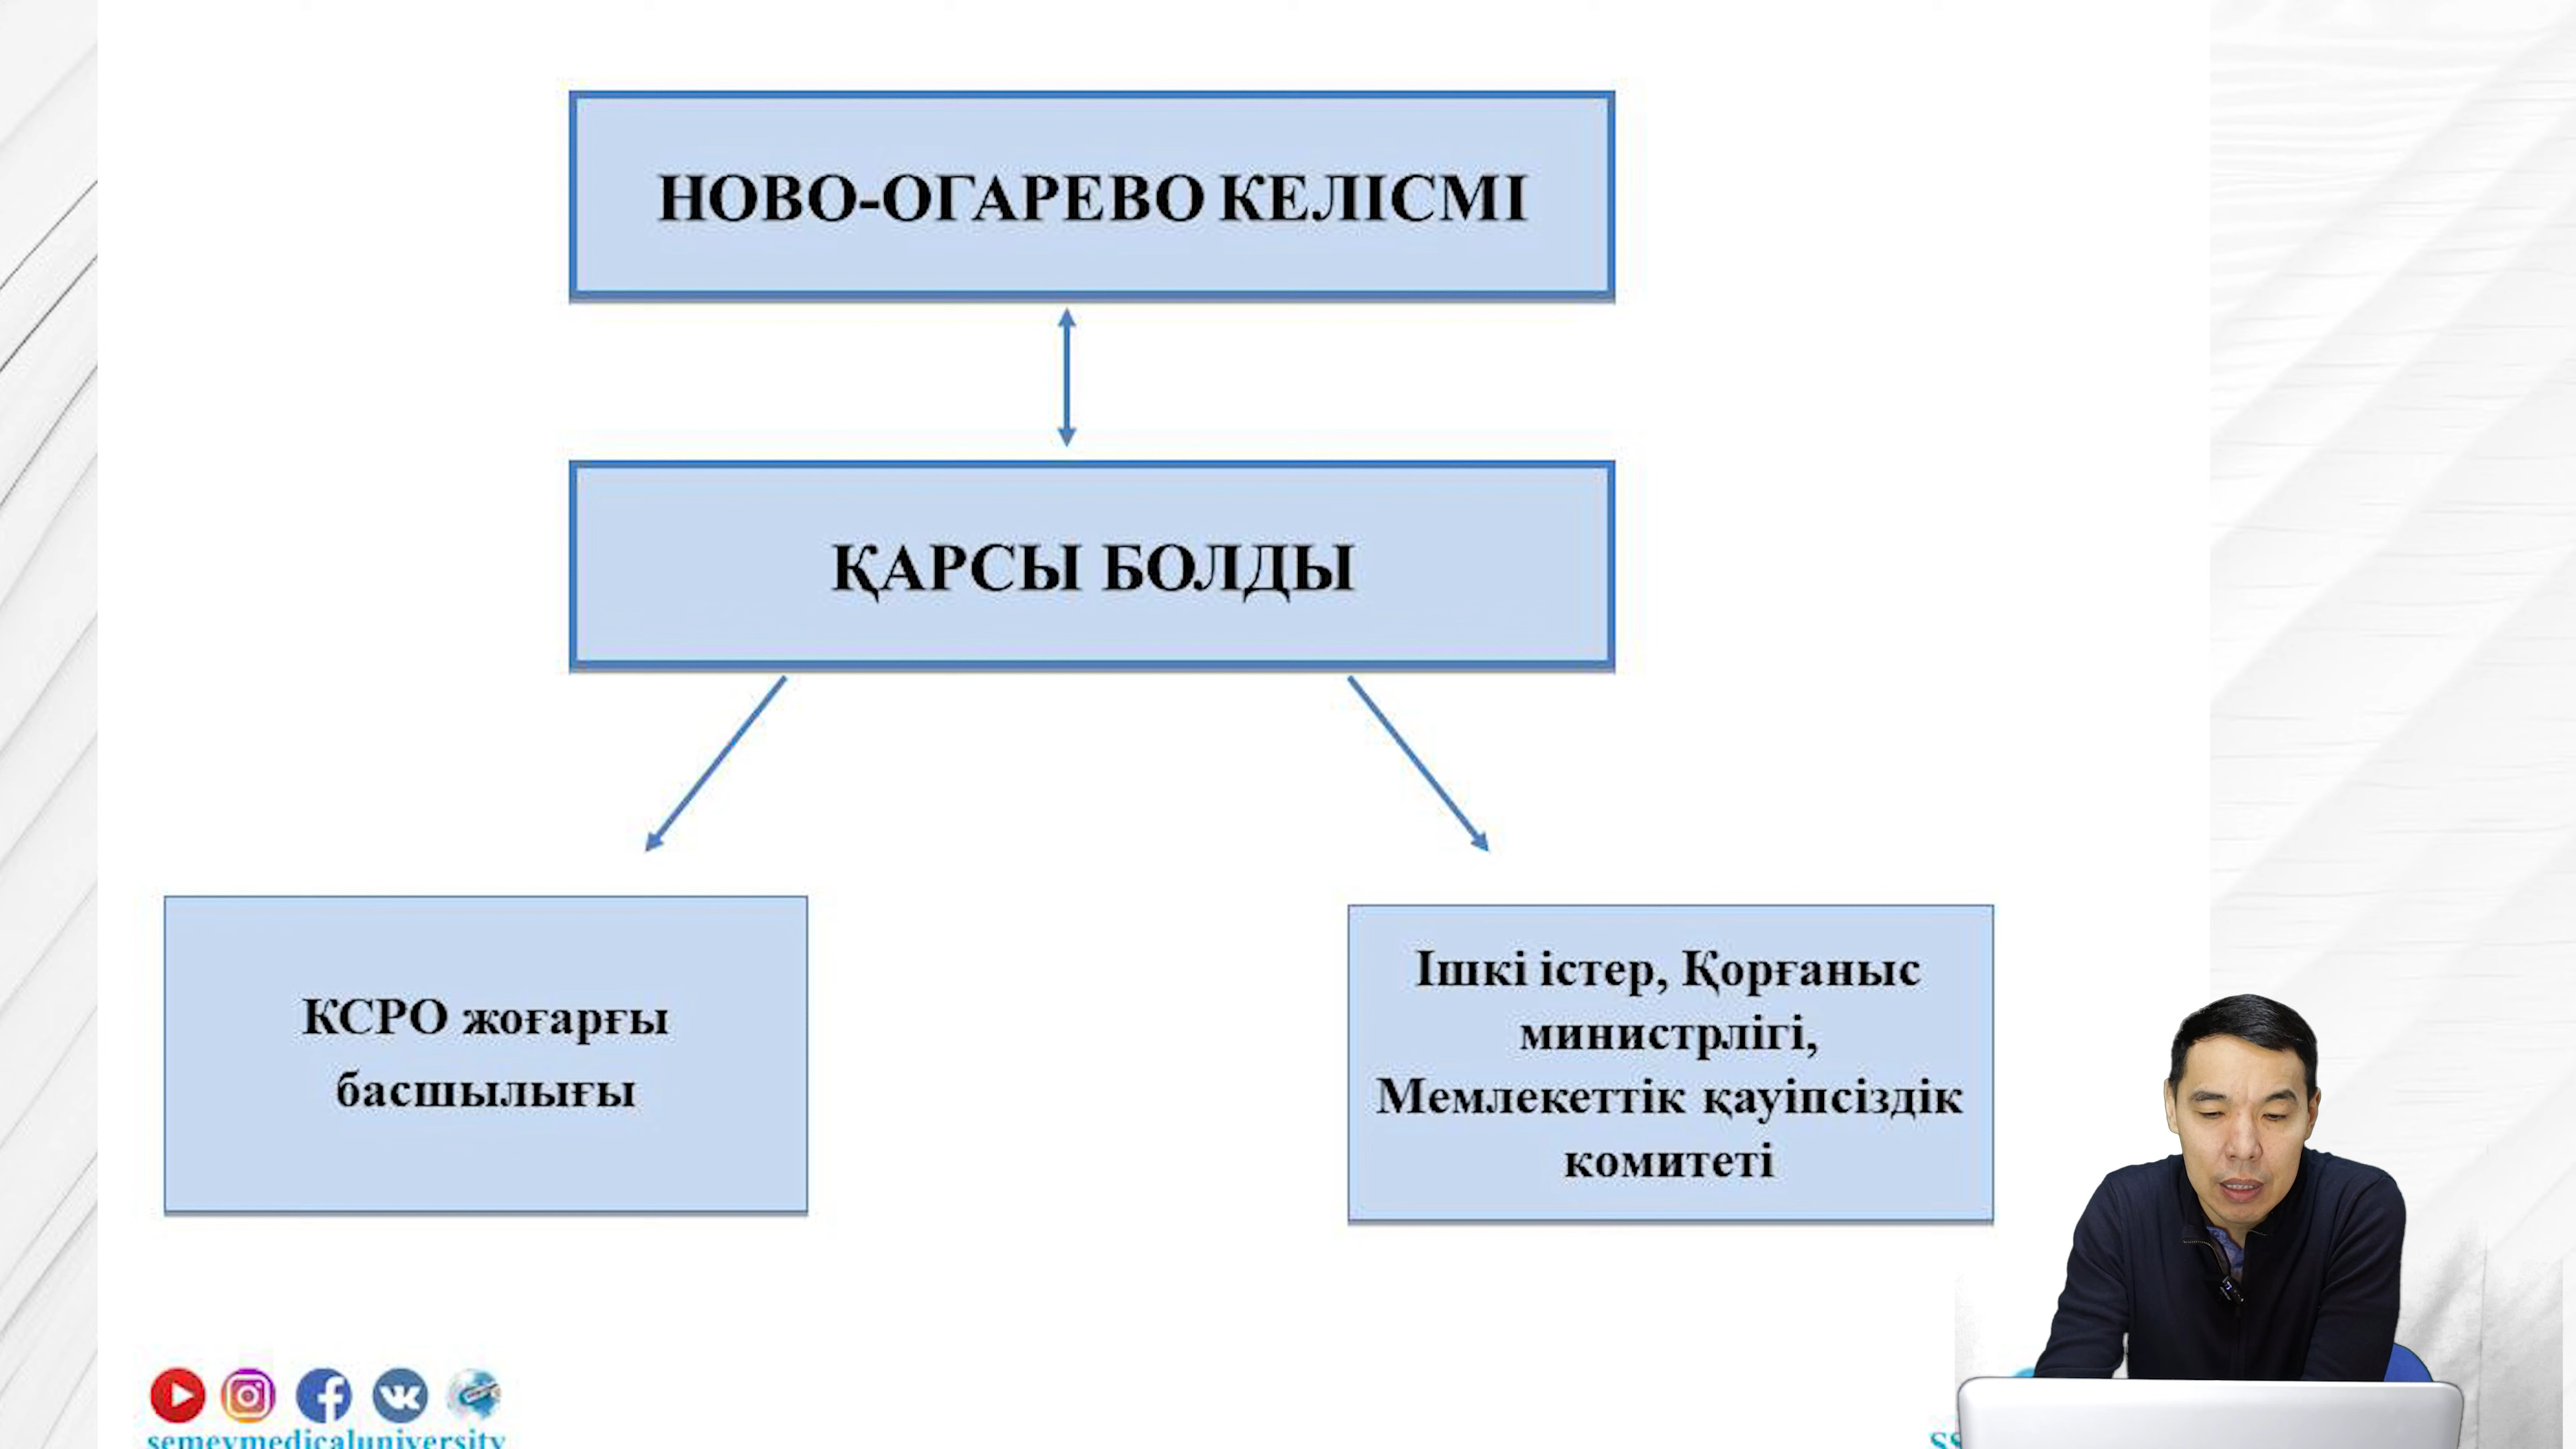 НОВО-ОГАРЕВО КЕЛІСМІ
ҚАРСЫ БОЛДЫ
КСРО жоғарғы
басшылығы
Ішкі істер, Қорғаныс
министрлігі,
Мемлекеттік қауіпсіздік
комитеті
semeymedicaluniversity